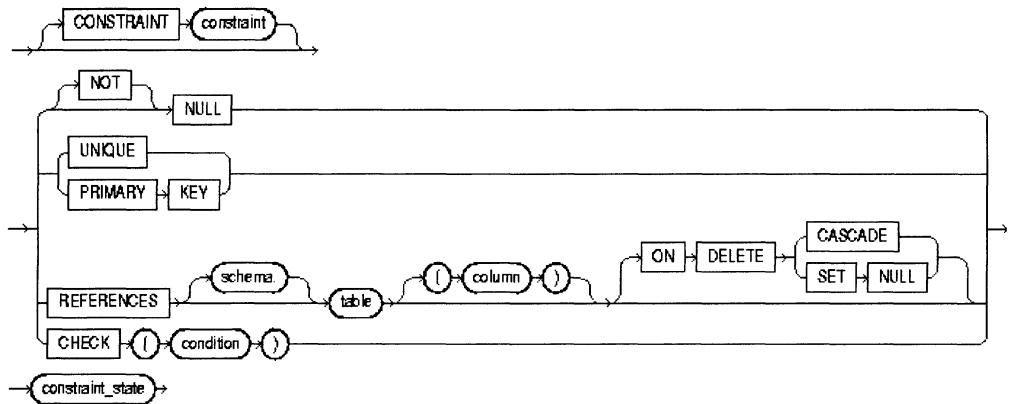 CONSTRAINT constraint
NOT
NULL
UNIQUE
PRIMARY KEY
ON DELETE CASCADE
SET NULL
schema.
REFERENCES table ( column )
CHECK ( condition )
constraint_state